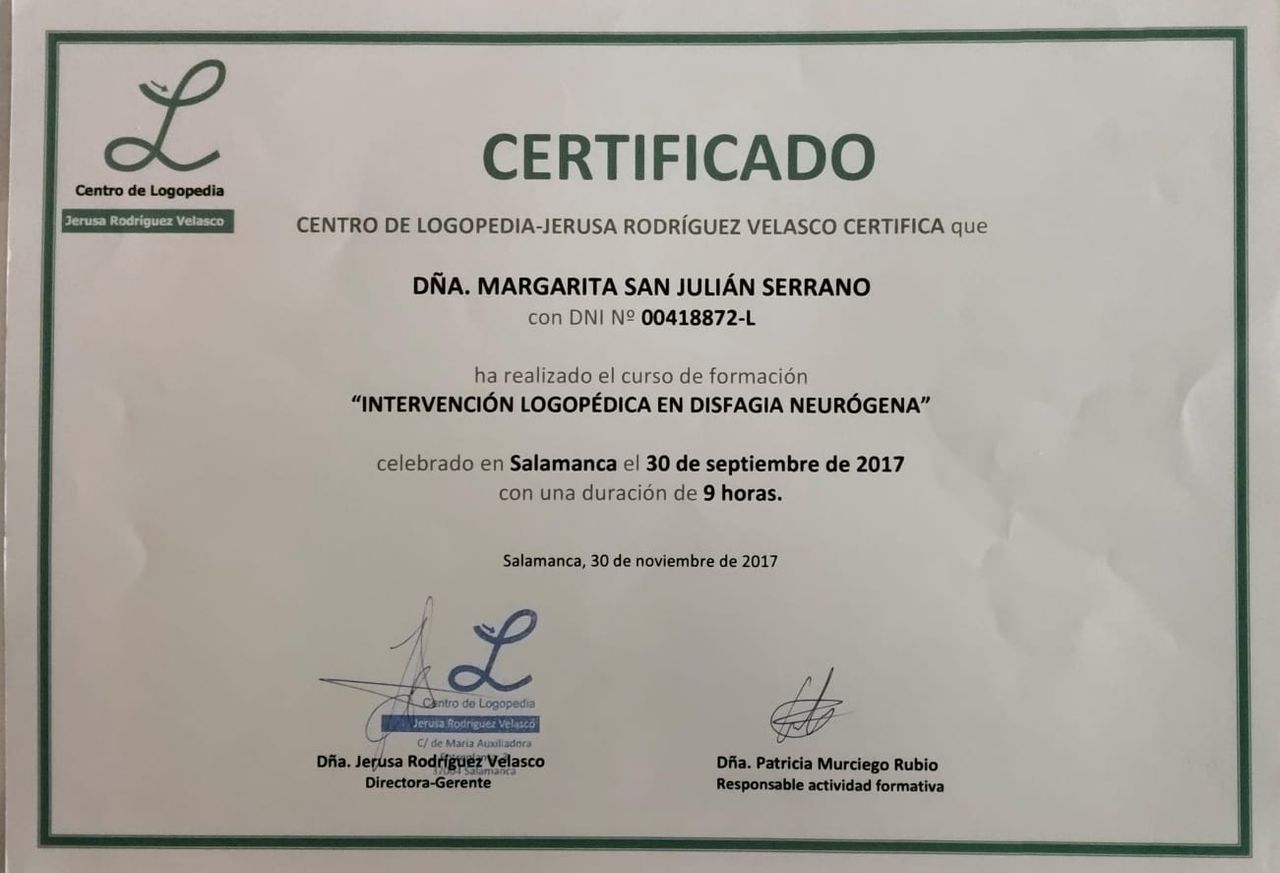 Centro de Logopedia
Jerusa Rodríguez Velasco
CERTIFICADO
CENTRO DE LOGOPEDIA-JERUSA RODRÍGUEZ VELASCO CERTIFICA que
DÑA. MARGARITA SAN JULIÁN SERRANO
con DNI Nº 00418872-L
ha realizado el curso de formación
“INTERVENCIÓN LOGOPÉDICA EN DISFAGIA NEURÓGENA”
celebrado en Salamanca el 30 de septiembre de 2017
con una duración de 9 horas.
Salamanca, 30 de noviembre de 2017
Centro de Logopedia
Jerusa Rodríguez Velasco
C/ de María Auxiliadora
37004 Salamanca
Dña. Jerusa Rodríguez Velasco
Directora-Gerente
Dña. Patricia Murciego Rubio
Responsable actividad formativa